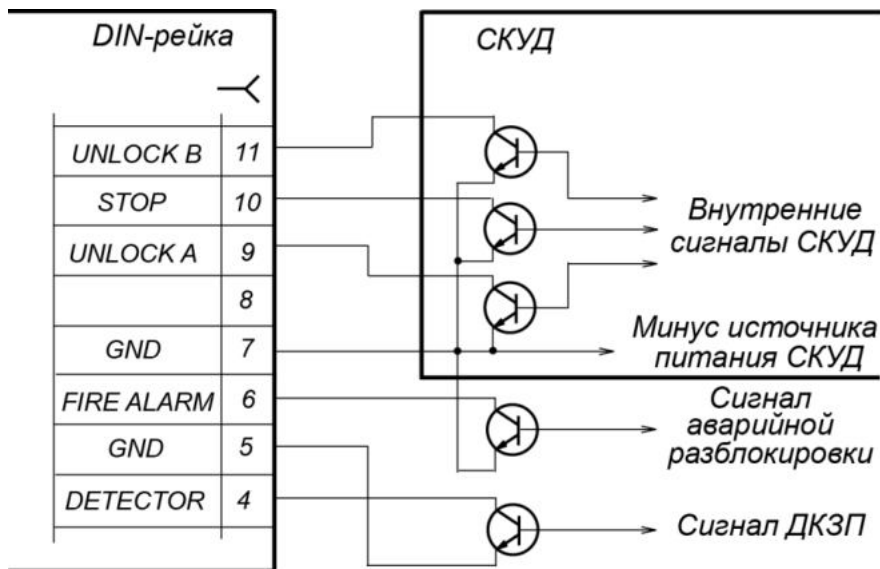 DIN-рейка
СКУД
UNLOCK B 11
STOP 10
UNLOCK A 9
8
GND 7
FIRE ALARM 6
GND 5
DETECTOR 4
Внутренние
сигналы СКУД
Минус источника
питания СКУД
Сигнал
аварийной
разблокировки
Сигнал ДКЗП